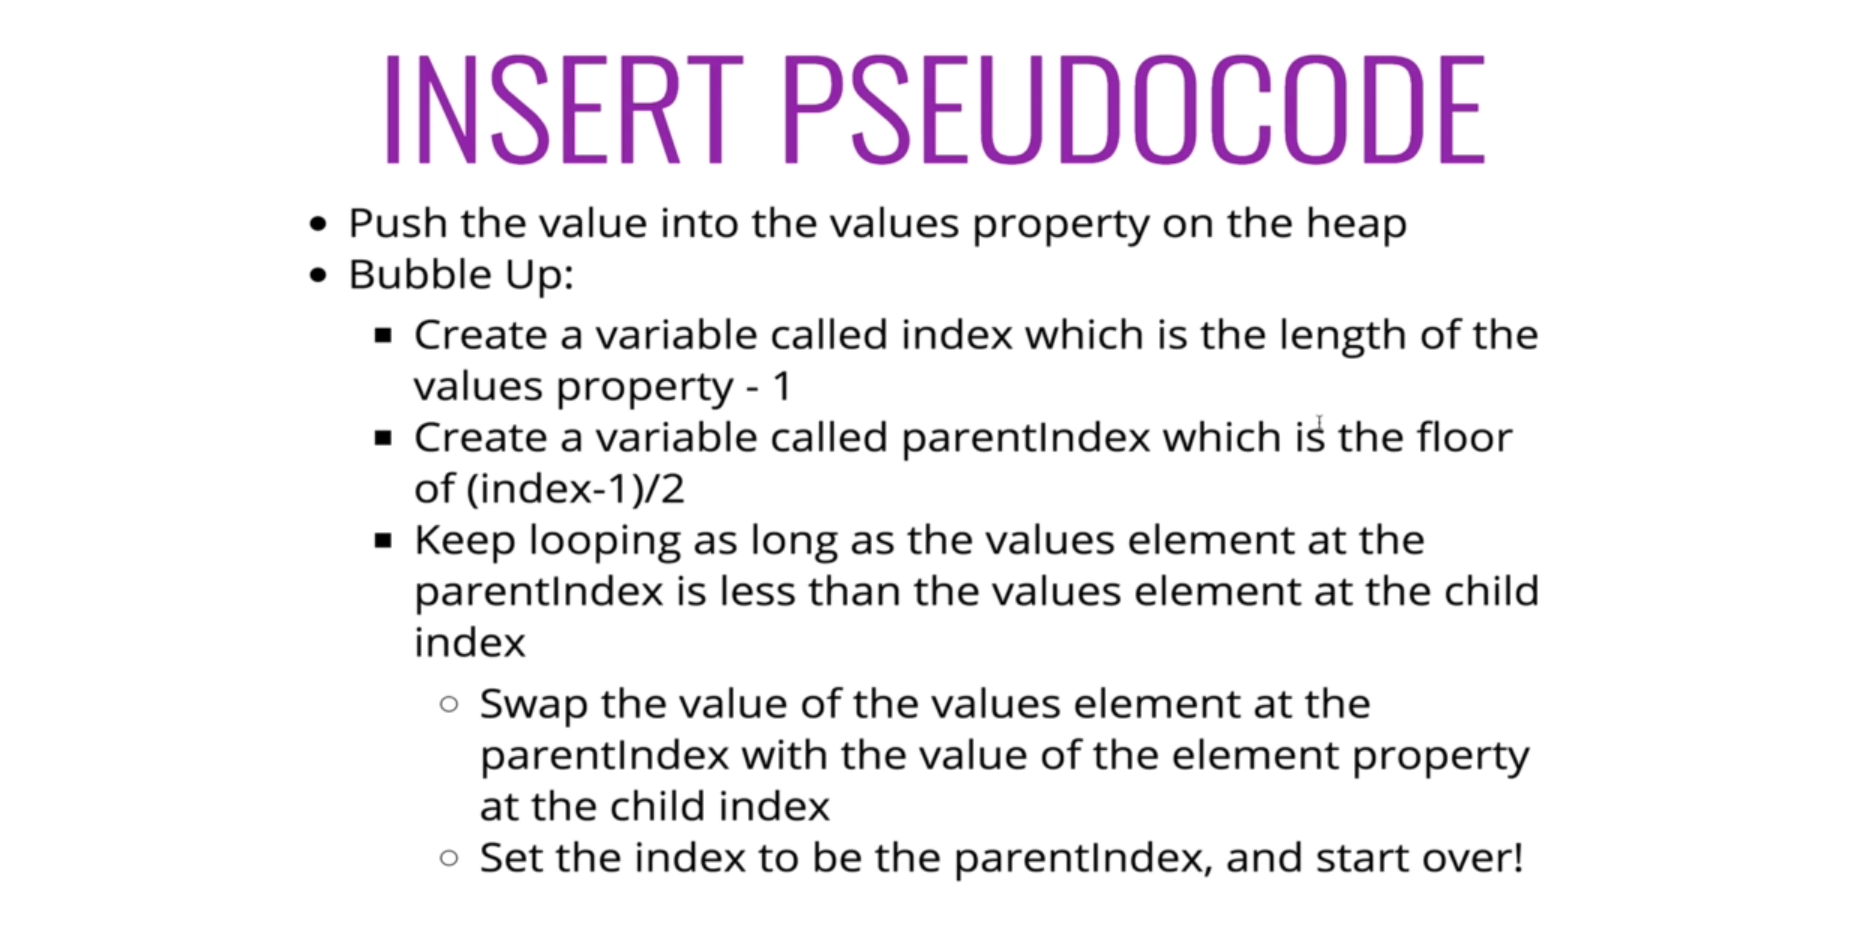 INSERT PSEUDOCODE
• Push the value into the values property on the heap
• Bubble Up:
▪ Create a variable called index which is the length of the
values property - 1
▪ Create a variable called parentIndex which is the floor
of (index-1)/2
▪ Keep looping as long as the values element at the
parentIndex is less than the values element at the child
index
○ Swap the value of the values element at the
parentIndex with the value of the element property
at the child index
○ Set the index to be the parentIndex, and start over!